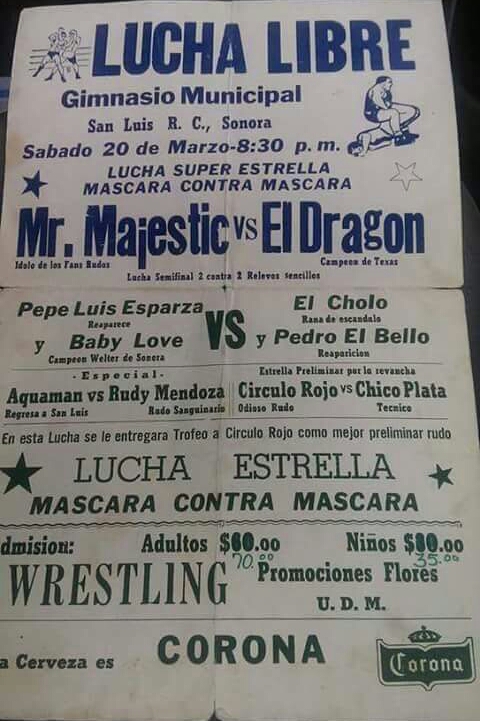 LUCHA LIBRE
Gimnasio Municipal
San Luis R. C., Sonora
Sabado 20 de Marzo-8:30 p. m.
LUCHA SUPER ESTRELLA
MASCARA CONTRA MASCARA
Mr. Majestic vs El Dragon
Idolo de los Fans Rudos Campeon de Texas
Lucha Semifinal 2 contra 2 Relevos sencillos
Pepe Luis Esparza VS El Cholo
Reaparece Rana de escandalo
y Baby Love y Pedro El Bello
Campeon Welter de Sonora Reaparicion
-Especial- Estrella Preliminar por la revancha
Aquaman vs Rudy Mendoza Circulo Rojo vs Chico Plata
Regresa a San Luis Rudo Sanguinario Odioso Rudo Tecnico
En esta Lucha se le entregara Trofeo a Circulo Rojo como mejor preliminar rudo
LUCHA ESTRELLA
MASCARA CONTRA MASCARA
dmision: Adultos $60.00 Niños $30.00
70.00 35.00
WRESTLING Promociones Flores
U. D. M.
a Cerveza es CORONA Corona